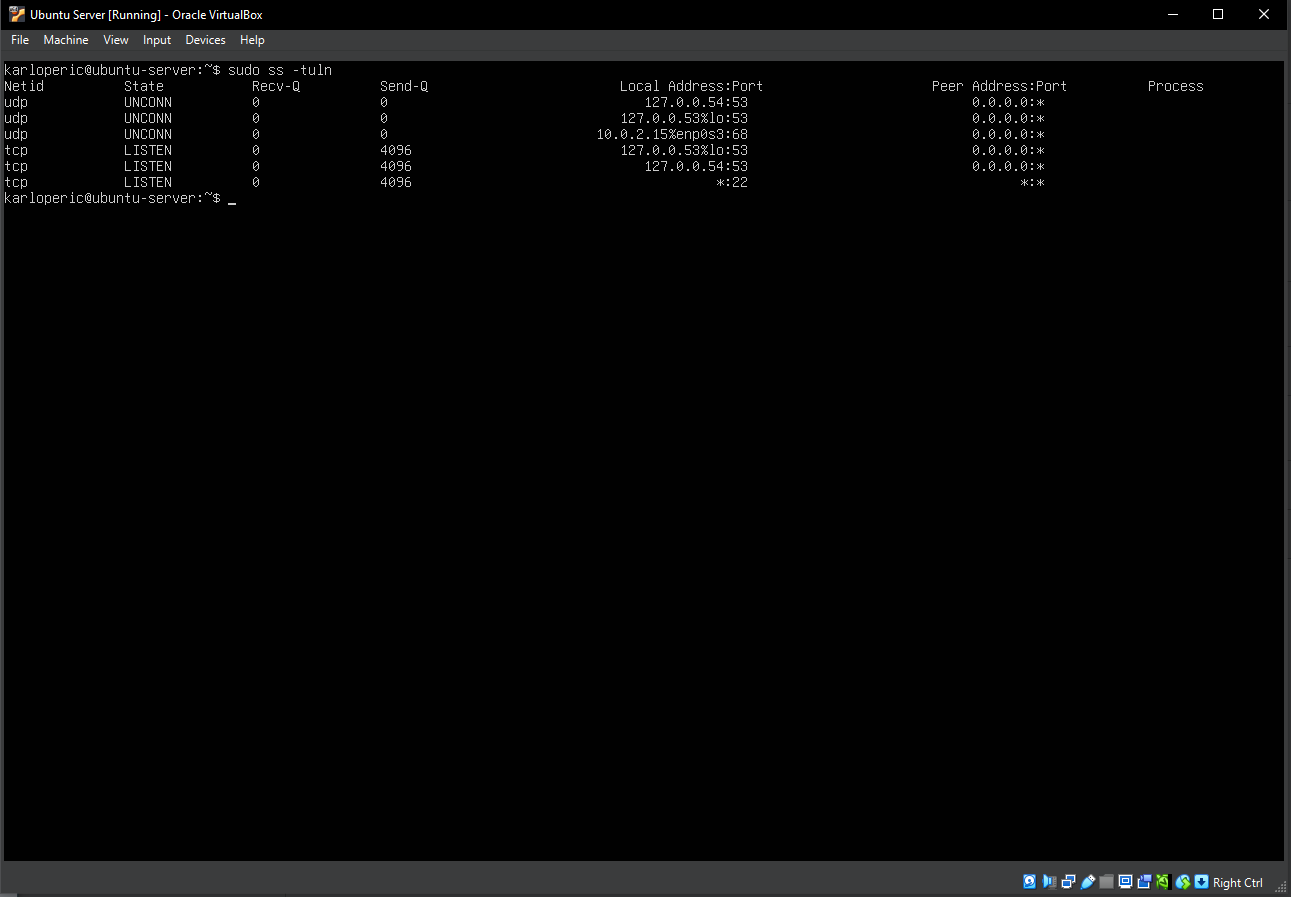 Ubuntu Server [Running] - Oracle VirtualBox
File Machine View Input Devices Help
karloperic@ubuntu-server:~$ sudo ss -tuln
Netid State Recv-Q Send-Q Local Address:Port Peer Address:Port Process
udp UNCONN 0 0 127.0.0.54:53 0.0.0.0:*
udp UNCONN 0 0 127.0.0.53%lo:53 0.0.0.0:*
udp UNCONN 0 0 10.0.2.15%enp0s3:68 0.0.0.0:*
tcp LISTEN 0 4096 127.0.0.53%lo:53 0.0.0.0:*
tcp LISTEN 0 4096 127.0.0.54:53 0.0.0.0:*
tcp LISTEN 0 4096 *:22 *:*
karloperic@ubuntu-server:~$ _
Right Ctrl